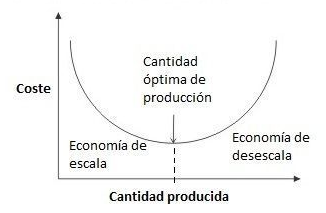 Cantidad
óptima de
producción
Coste
Economía de
escala
Economía de
desescala
Cantidad producida